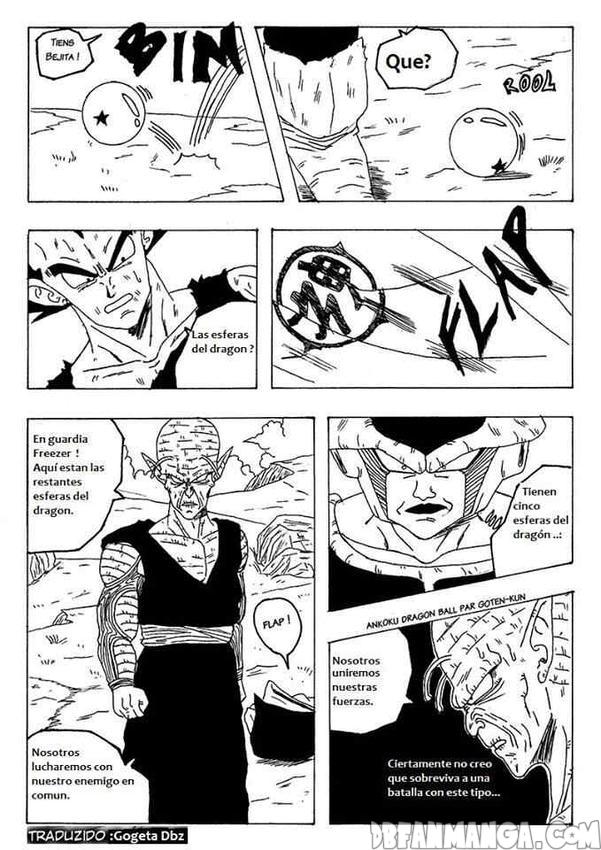 TIENS
BEJITA !
BIM
Que?
ROOL
Las esferas
del dragon ?
FLAP
En guardia
Freezer !
Aquí estan las
restantes
esferas del
dragon.
Tienen
cinco
esferas del
dragón ..:
ANKOKU DRAGON BALL PAR GOTEN-KUN
FLAP !
Nosotros
uniremos
nuestras
fuerzas.
Nosotros
lucharemos con
nuestro enemigo en
comun.
Ciertamente no creo
que sobreviva a una
batalla con este tipo...
TRADUZIDO :Gogeta Dbz
DBFANMANGA.COM